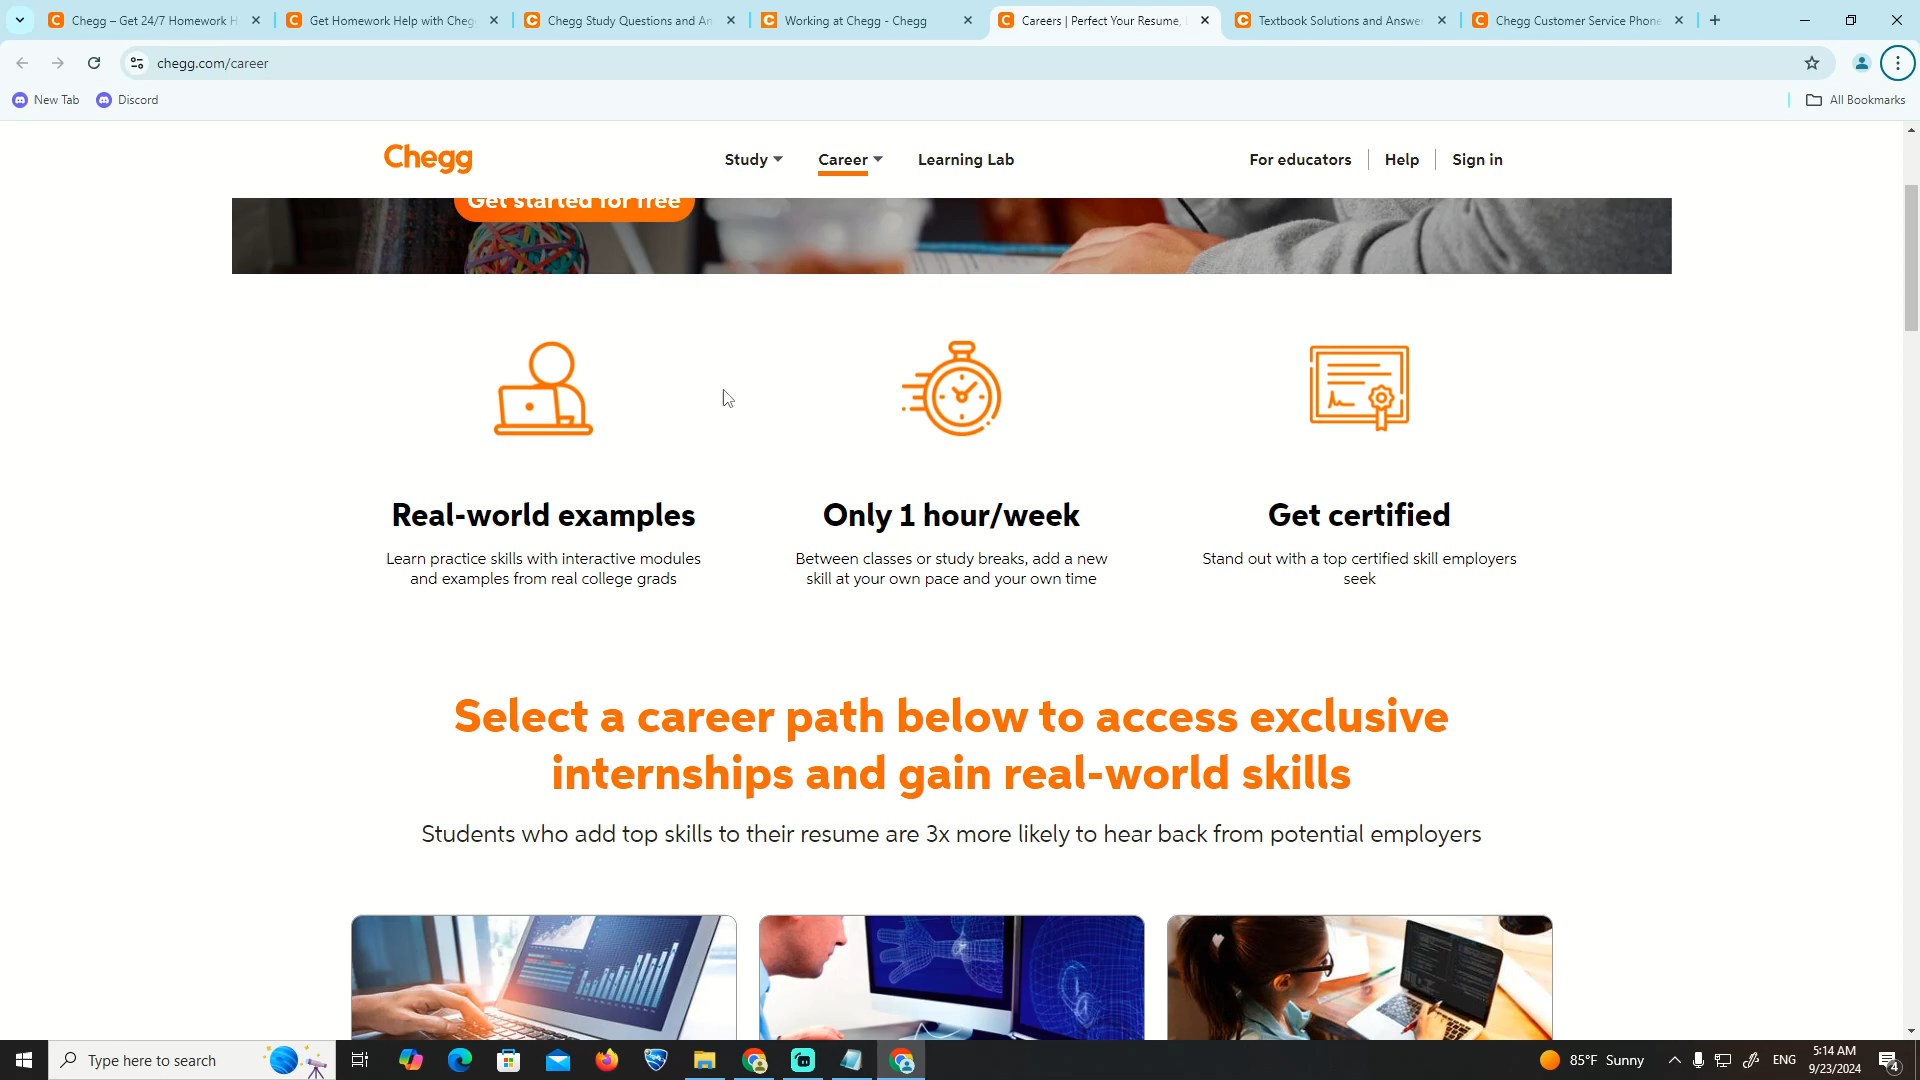 Chegg – Get 24/7 Homework H
Get Homework Help with Cheg
Chegg Study Questions and An
Working at Chegg - Chegg
Careers | Perfect Your Resume,
Textbook Solutions and Answe
Chegg Customer Service Phone
chegg.com/career
New Tab
Discord
All Bookmarks
Chegg
Study
Career
Learning Lab
For educators
Help
Sign in
Get started for free
Real-world examples
Learn practice skills with interactive modules
and examples from real college grads
Only 1 hour/week
Between classes or study breaks, add a new
skill at your own pace and your own time
Get certified
Stand out with a top certified skill employers
seek
Select a career path below to access exclusive
internships and gain real-world skills
Students who add top skills to their resume are 3x more likely to hear back from potential employers
Type here to search
85°F Sunny
ENG
5:14 AM
9/23/2024
4